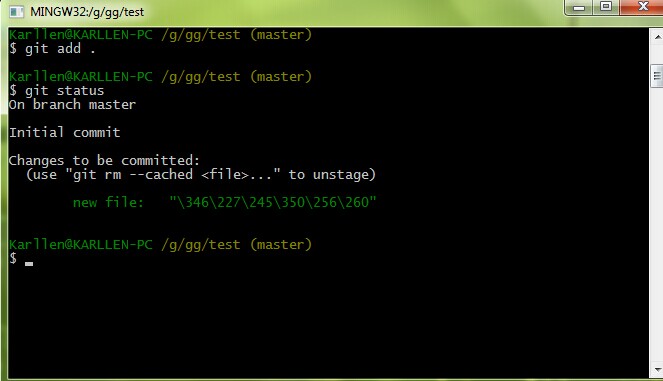 MINGW32:/g/gg/test
Karllen@KARLLEN-PC /g/gg/test (master)
$ git add .
Karllen@KARLLEN-PC /g/gg/test (master)
$ git status
On branch master
Initial commit
Changes to be committed:
(use "git rm --cached <file>..." to unstage)
new file: "\346\227\245\350\256\260"
Karllen@KARLLEN-PC /g/gg/test (master)
$